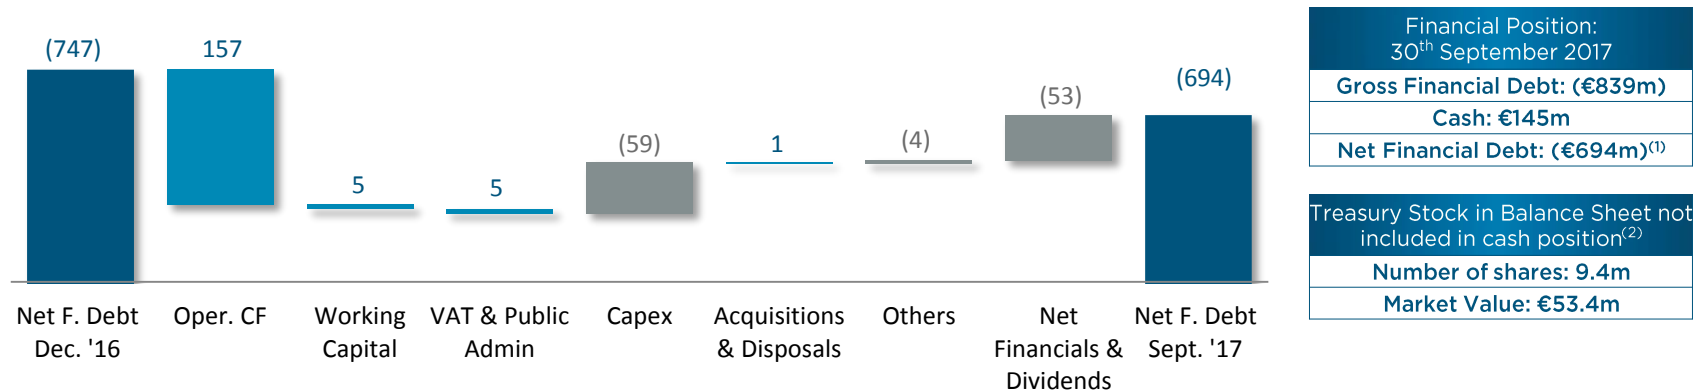 (747)
157
5
5
(59)
1
(4)
(53)
(694)
Net F. Debt
Dec. '16
Oper. CF
Working
Capital
VAT & Public
Admin
Capex
Acquisitions
& Disposals
Others
Net
Financials &
Dividends
Net F. Debt
Sept. '17
Financial Position:
30th September 2017
Gross Financial Debt: (€839m)
Cash: €145m
Net Financial Debt: (€694m)(1)
Treasury Stock in Balance Sheet not
included in cash position(2)
Number of shares: 9.4m
Market Value: €53.4m